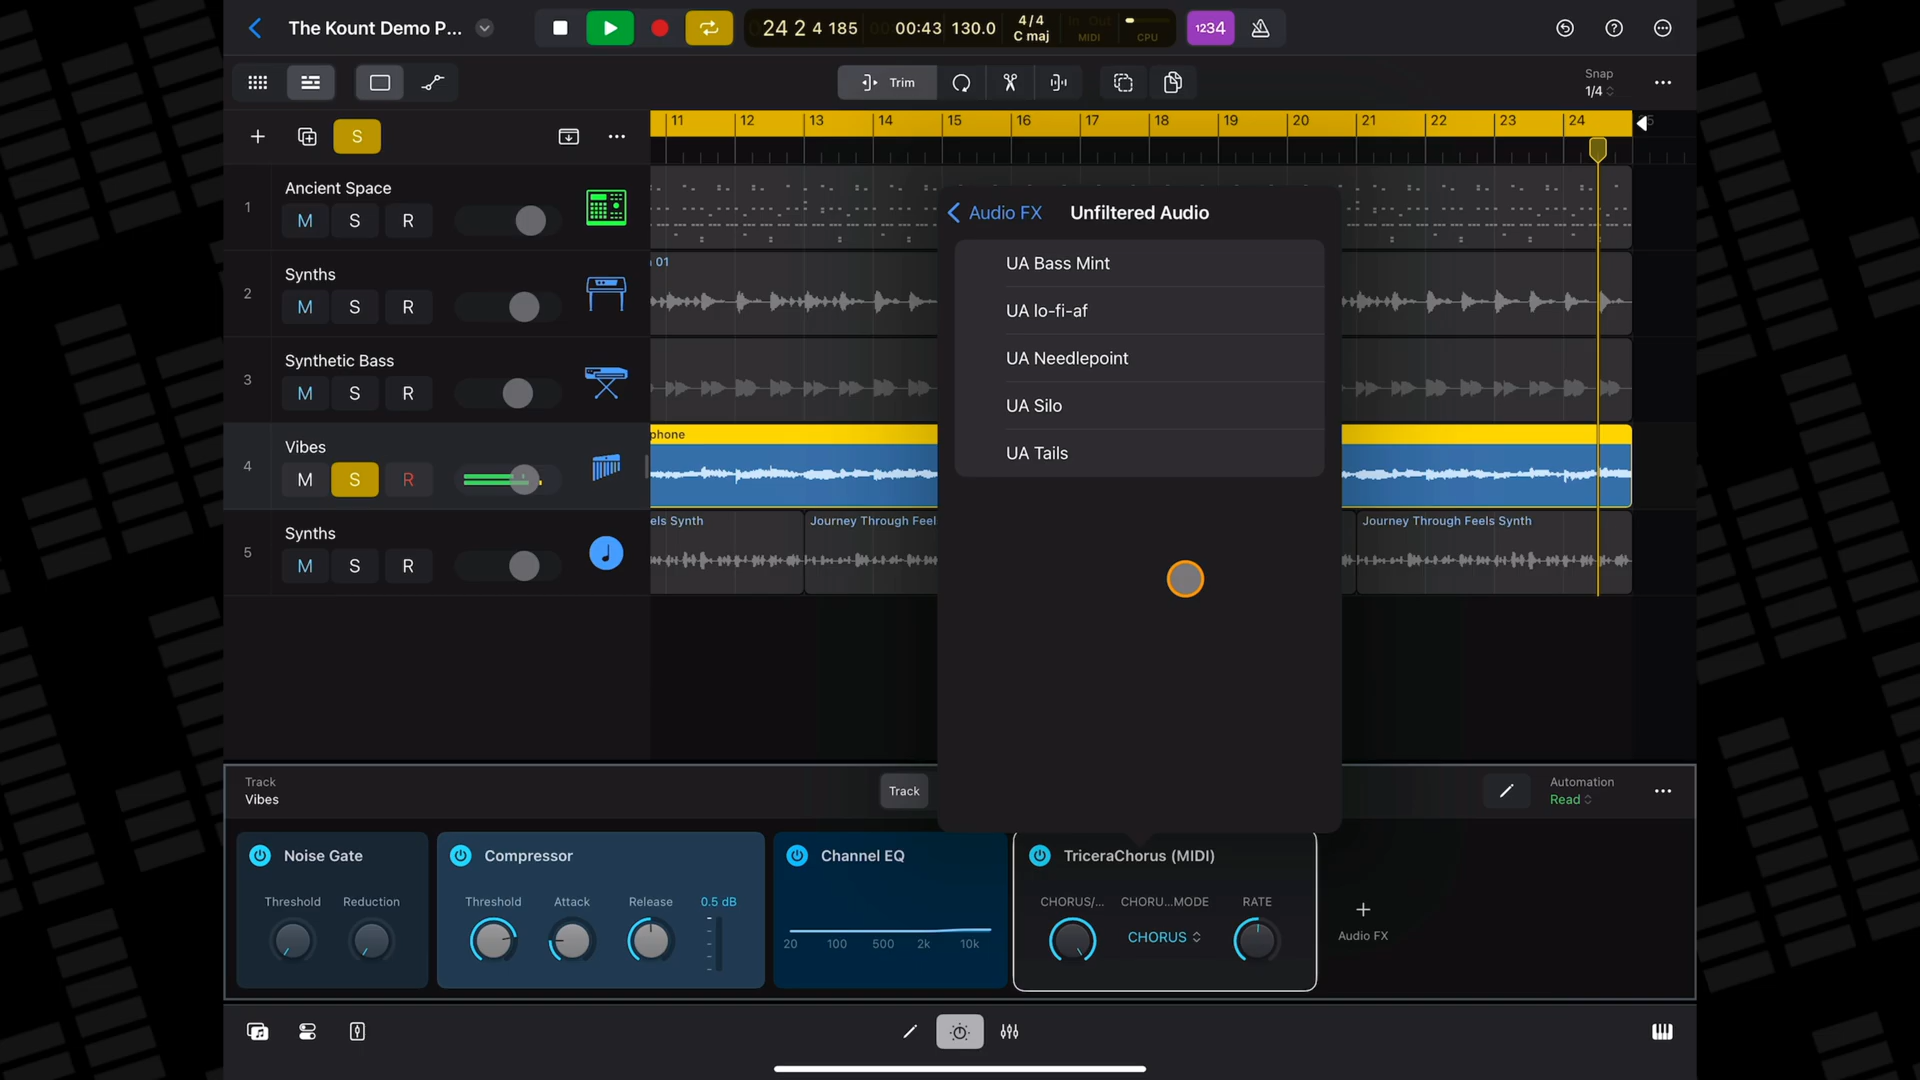 The Kount Demo P...
24 2 4 185
00:43
130.0
4/4
C maj
In Out
MIDI
CPU
1234
Trim
Snap
1/4
S
11 12 13 14 15 16 17 18 19 20 21 22 23 24
1
Ancient Space
M S R
2
Synths
M S R
01
3
Synthetic Bass
M S R
4
Vibes
M S R
phone
5
Synths
M S R
els Synth
Journey Through Feel
Journey Through Feels Synth
Audio FX
Unfiltered Audio
UA Bass Mint
UA lo-fi-af
UA Needlepoint
UA Silo
UA Tails
Track
Vibes
Track
Automation
Read
Noise Gate
Threshold Reduction
Compressor
Threshold Attack Release 0.5 dB
Channel EQ
20 100 500 2k 10k
TriceraChorus (MIDI)
CHORUS/... CHORU...MODE RATE
CHORUS
Audio FX